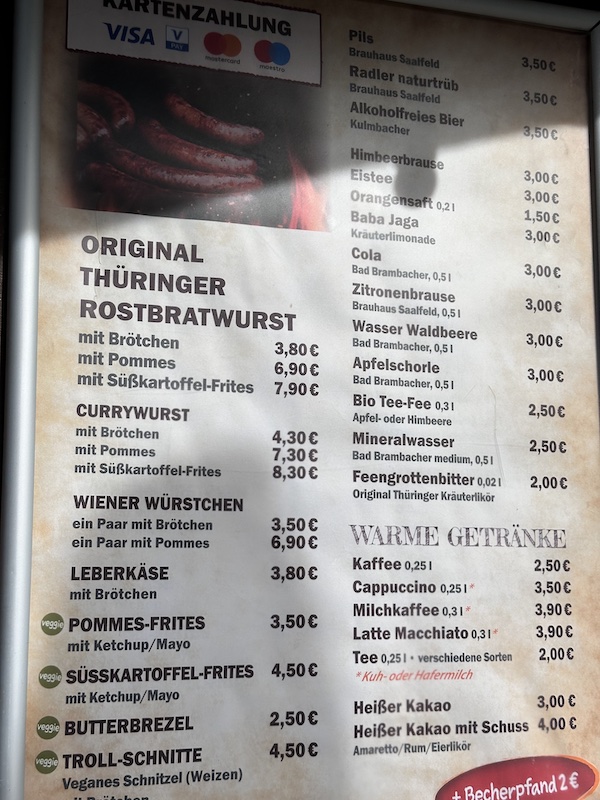 KARTENZAHLUNG
VISA V PAY mastercard maestro
ORIGINAL
THÜRINGER
ROSTBRATWURST
mit Brötchen 3,80 €
mit Pommes 6,90 €
mit Süßkartoffel-Frites 7,90 €
CURRYWURST
mit Brötchen 4,30 €
mit Pommes 7,30 €
mit Süßkartoffel-Frites 8,30 €
WIENER WÜRSTCHEN
ein Paar mit Brötchen 3,50 €
ein Paar mit Pommes 6,90 €
LEBERKÄSE 3,80 €
mit Brötchen
veggie POMMES-FRITES 3,50 €
mit Ketchup/Mayo
veggie SÜSSKARTOFFEL-FRITES 4,50 €
mit Ketchup/Mayo
veggie BUTTERBREZEL 2,50 €
veggie TROLL-SCHNITTE 4,50 €
Veganes Schnitzel (Weizen)
mit Brötchen
Pils 3,50 €
Brauhaus Saalfeld
Radler naturtrüb 3,50 €
Brauhaus Saalfeld
Alkoholfreies Bier 3,50 €
Kulmbacher
Himbeerbrause 3,00 €
Eistee 3,00 €
Orangensaft 0,2 l 1,50 €
Baba Jaga 3,00 €
Kräuterlimonade
Cola 3,00 €
Bad Brambacher, 0,5 l
Zitronenbrause 3,00 €
Brauhaus Saalfeld, 0,5 l
Wasser Waldbeere 3,00 €
Bad Brambacher, 0,5 l
Apfelschorle 3,00 €
Bad Brambacher, 0,5 l
Bio Tee-Fee 0,3 l 2,50 €
Apfel- oder Himbeere
Mineralwasser 2,50 €
Bad Brambacher medium, 0,5 l
Feengrottenbitter 0,02 l 2,00 €
Original Thüringer Kräuterlikör
WARME GETRÄNKE
Kaffee 0,25 l 2,50 €
Cappuccino 0,25 l * 3,50 €
Milchkaffee 0,3 l * 3,90 €
Latte Macchiato 0,3 l * 3,90 €
Tee 0,25 l • verschiedene Sorten 2,00 €
* Kuh- oder Hafermilch
Heißer Kakao 3,00 €
Heißer Kakao mit Schuss 4,00 €
Amaretto/Rum/Eierlikör
+ Becherpfand 2 €